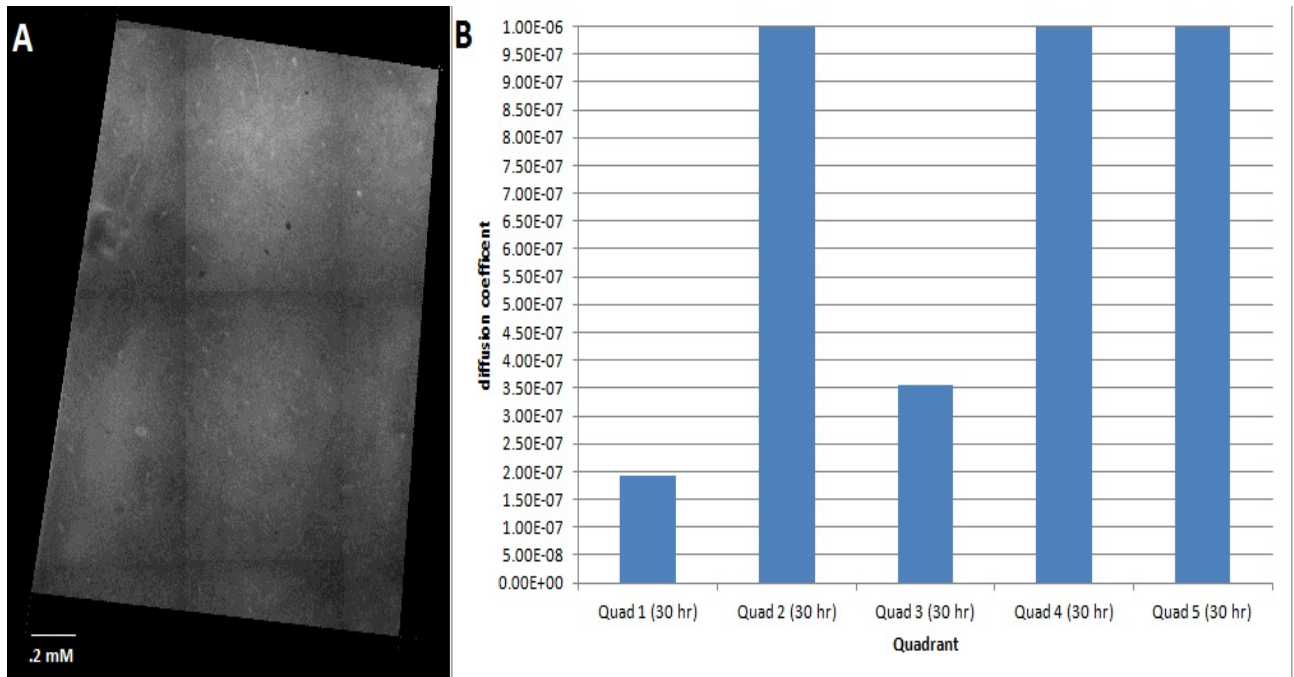 A
.2 mM
B
1.00E-06
9.50E-07
9.00E-07
8.50E-07
8.00E-07
7.50E-07
7.00E-07
6.50E-07
6.00E-07
5.50E-07
5.00E-07
4.50E-07
4.00E-07
3.50E-07
3.00E-07
2.50E-07
2.00E-07
1.50E-07
1.00E-07
5.00E-08
0.00E+00
diffusion coefficent
Quad 1 (30 hr) Quad 2 (30 hr) Quad 3 (30 hr) Quad 4 (30 hr) Quad 5 (30 hr)
Quadrant